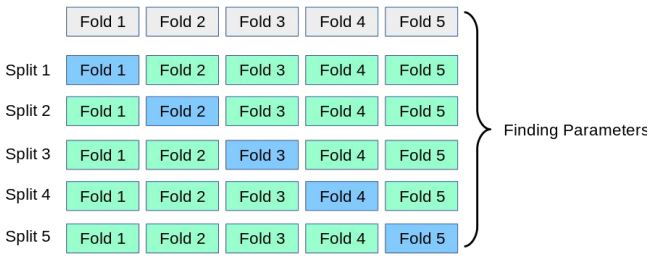 Fold 1 Fold 2 Fold 3 Fold 4 Fold 5
Split 1 Fold 1 Fold 2 Fold 3 Fold 4 Fold 5
Split 2 Fold 1 Fold 2 Fold 3 Fold 4 Fold 5
Finding Parameters
Split 3 Fold 1 Fold 2 Fold 3 Fold 4 Fold 5
Split 4 Fold 1 Fold 2 Fold 3 Fold 4 Fold 5
Split 5 Fold 1 Fold 2 Fold 3 Fold 4 Fold 5